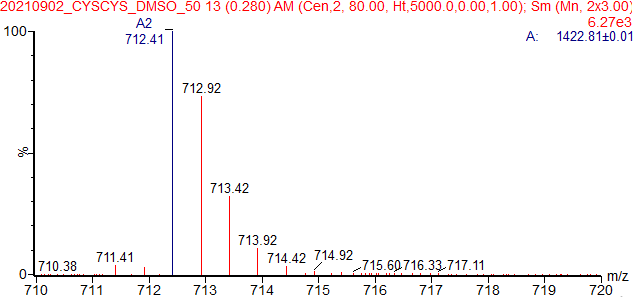 20210902_CYSCYS_DMSO_50 13 (0.280) AM (Cen,2, 80.00, Ht,5000.0,0.00,1.00); Sm (Mn, 2x3.00)
6.27e3
A: 1422.81±0.01
A2
712.41
100
%
0
712.92
713.42
713.92
714.42
714.92
710.38
711.41
715.60
716.33
717.11
710 711 712 713 714 715 716 717 718 719 720
m/z